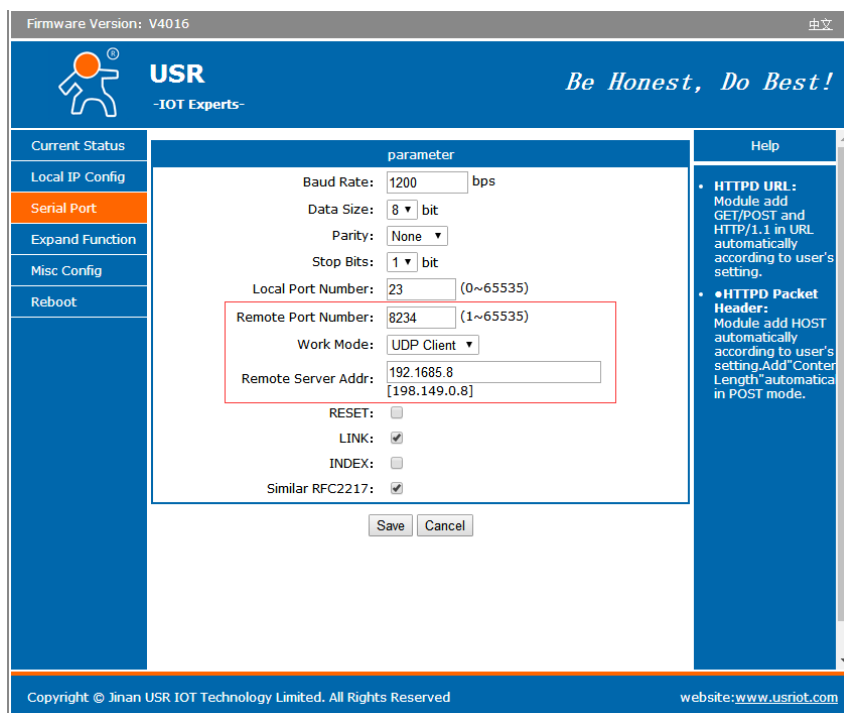 Firmware Version: V4016 中文
®
USR
-IOT Experts-
Be Honest, Do Best!
Current Status
Local IP Config
Serial Port
Expand Function
Misc Config
Reboot
parameter
Baud Rate: 1200 bps
Data Size: 8 bit
Parity: None
Stop Bits: 1 bit
Local Port Number: 23 (0~65535)
Remote Port Number: 8234 (1~65535)
Work Mode: UDP Client
Remote Server Addr: 192.1685.8
[198.149.0.8]
RESET:
LINK:
INDEX:
Similar RFC2217:
Save Cancel
Help
• HTTPD URL:
Module add
GET/POST and
HTTP/1.1 in URL
automatically
according to user's
setting.
• ●HTTPD Packet
Header:
Module add HOST
automatically
according to user's
setting.Add"Conter
Length"automatica
in POST mode.
Copyright © Jinan USR IOT Technology Limited. All Rights Reserved website:www.usriot.com